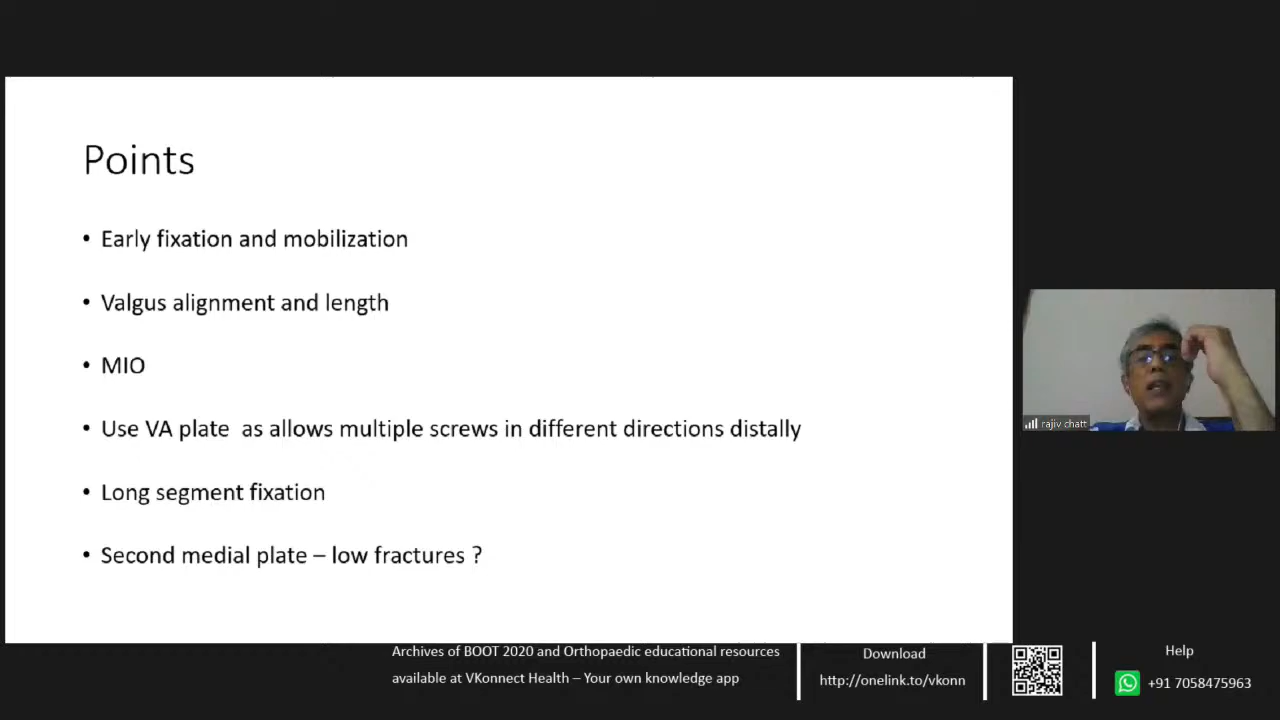 Points
• Early fixation and mobilization
• Valgus alignment and length
• MIO
• Use VA plate as allows multiple screws in different directions distally
• Long segment fixation
• Second medial plate – low fractures ?
rajiv chatt
Archives of BOOT 2020 and Orthopaedic educational resources
available at VKonnect Health – Your own knowledge app
Download
http://onelink.to/vkonn
Help
+91 7058475963